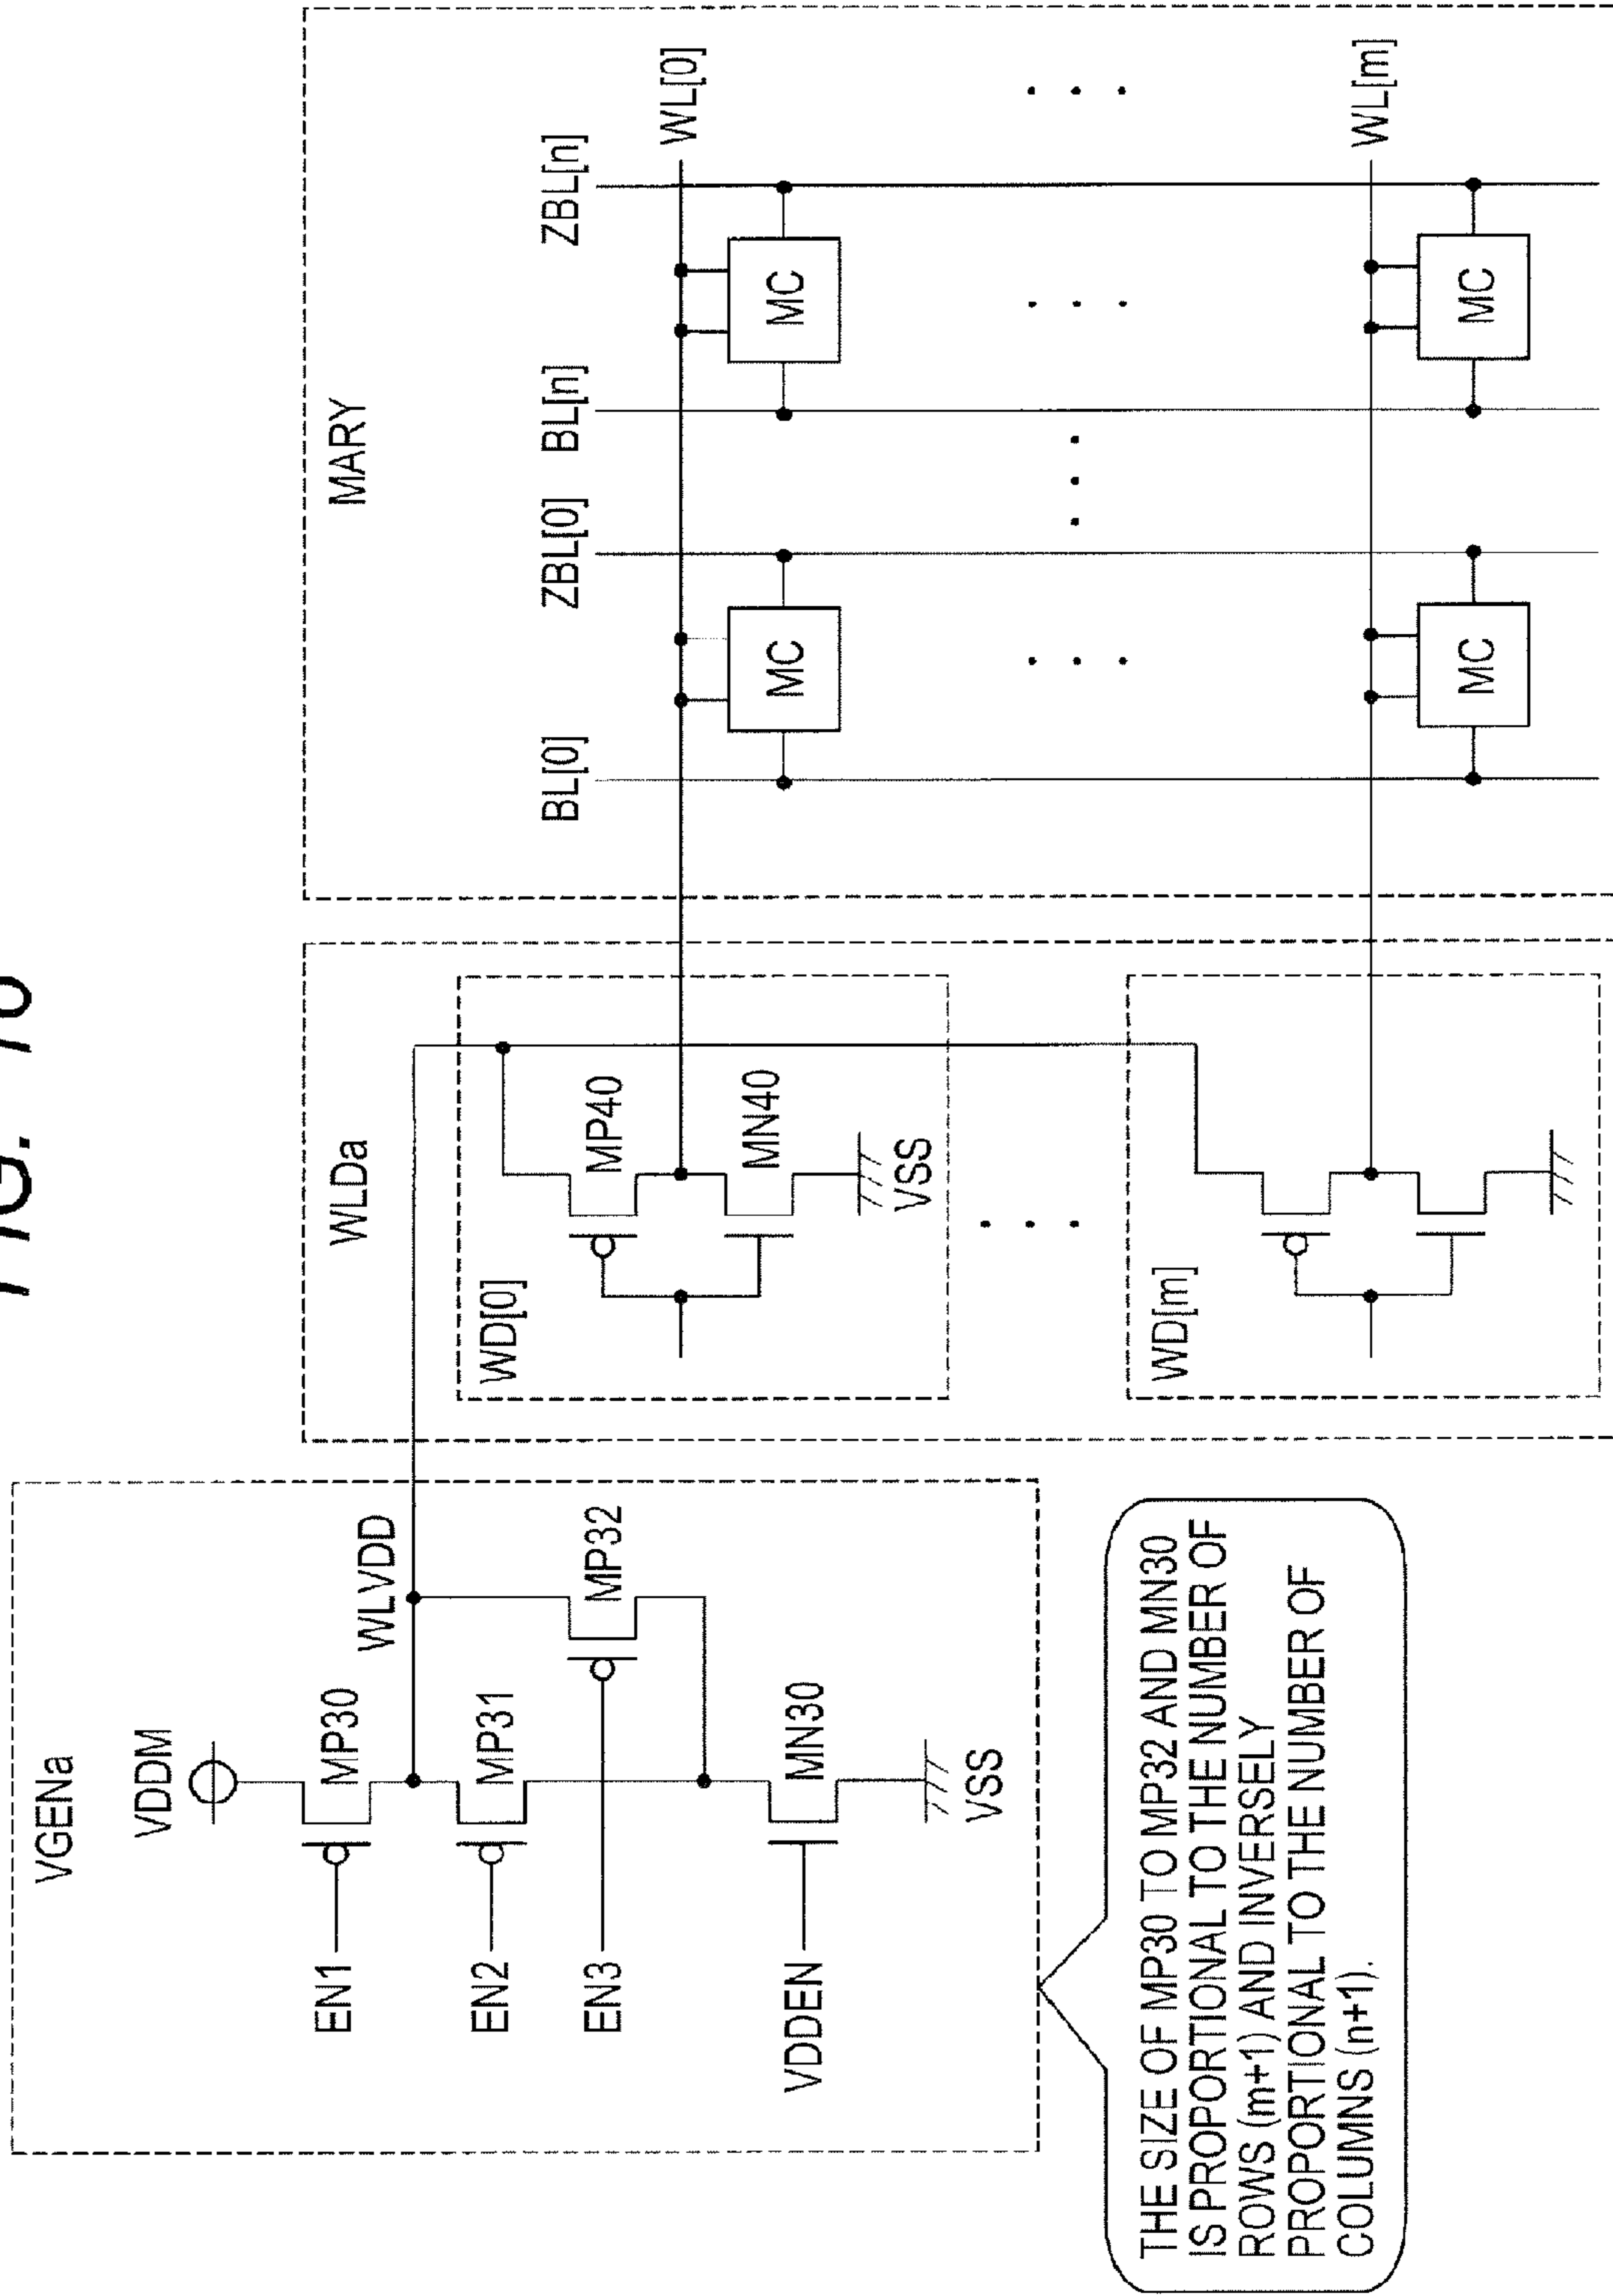 VGENa
VDDM
EN1
MP30
WLVDD
EN2
MP31
EN3
MP32
VDDEN
MN30
VSS
THE SIZE OF MP30 TO MP32 AND MN30
IS PROPORTIONAL TO THE NUMBER OF
ROWS (m+1) AND INVERSELY
PROPORTIONAL TO THE NUMBER OF
COLUMNS (n+1).
WLDa
WD[0]
MP40
MN40
VSS
WD[m]
MARY
BL[0]
ZBL[0]
BL[n]
ZBL[n]
WL[0]
MC
MC
WL[m]
MC
MC